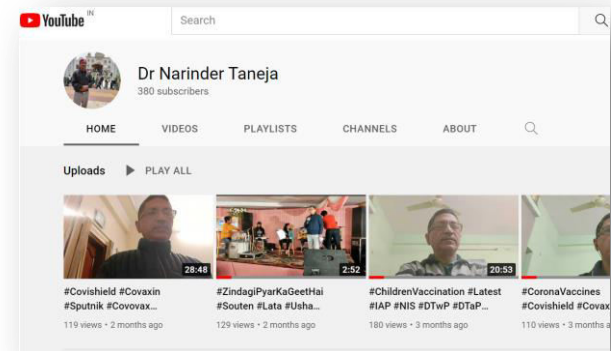 YouTube IN
Search
Dr Narinder Taneja
380 subscribers
HOME VIDEOS PLAYLISTS CHANNELS ABOUT
Uploads PLAY ALL
28:48 2:52 20:53
#Covishield #Covaxin
#Sputnik #Covovax...
119 views • 2 months ago
#ZindagiPyarKaGeetHai
#Souten #Lata #Usha...
129 views • 2 months ago
#ChildrenVaccination #Latest
#IAP #NIS #DTwP #DTaP...
180 views • 3 months ago
#CoronaVaccines
#Covishield #Covax
110 views • 3 months a